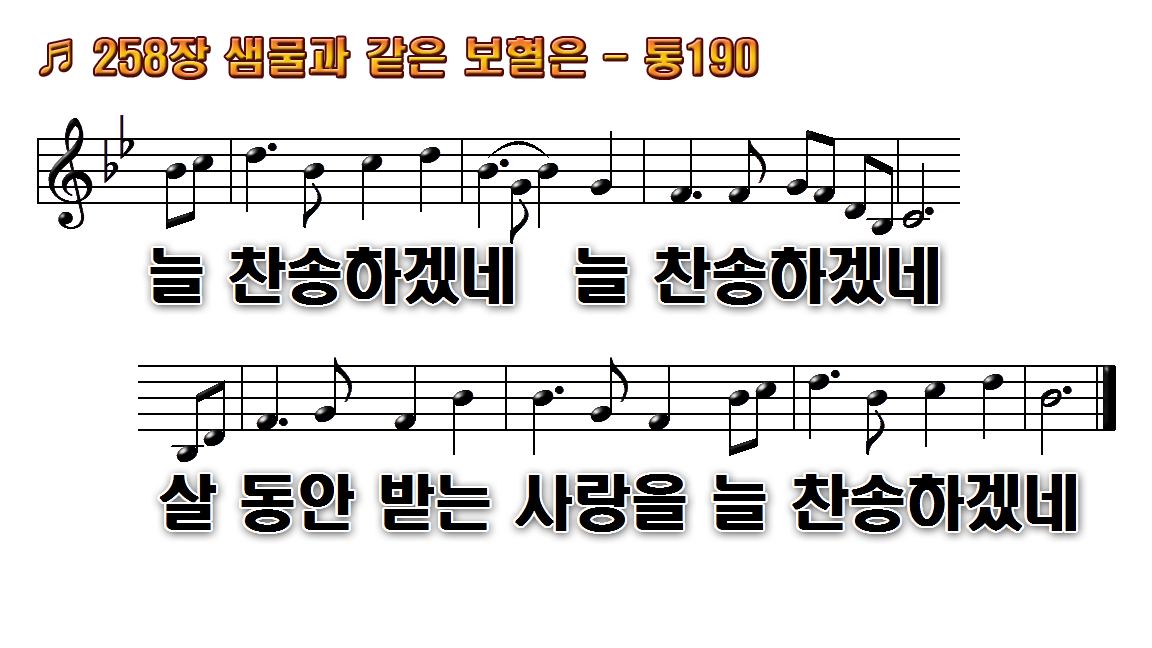 ♬ 258장 샘물과 같은 보혈은 - 통190
늘 찬송하겠네 늘 찬송하겠네
살 동안 받는 사랑을 늘 찬송하겠네